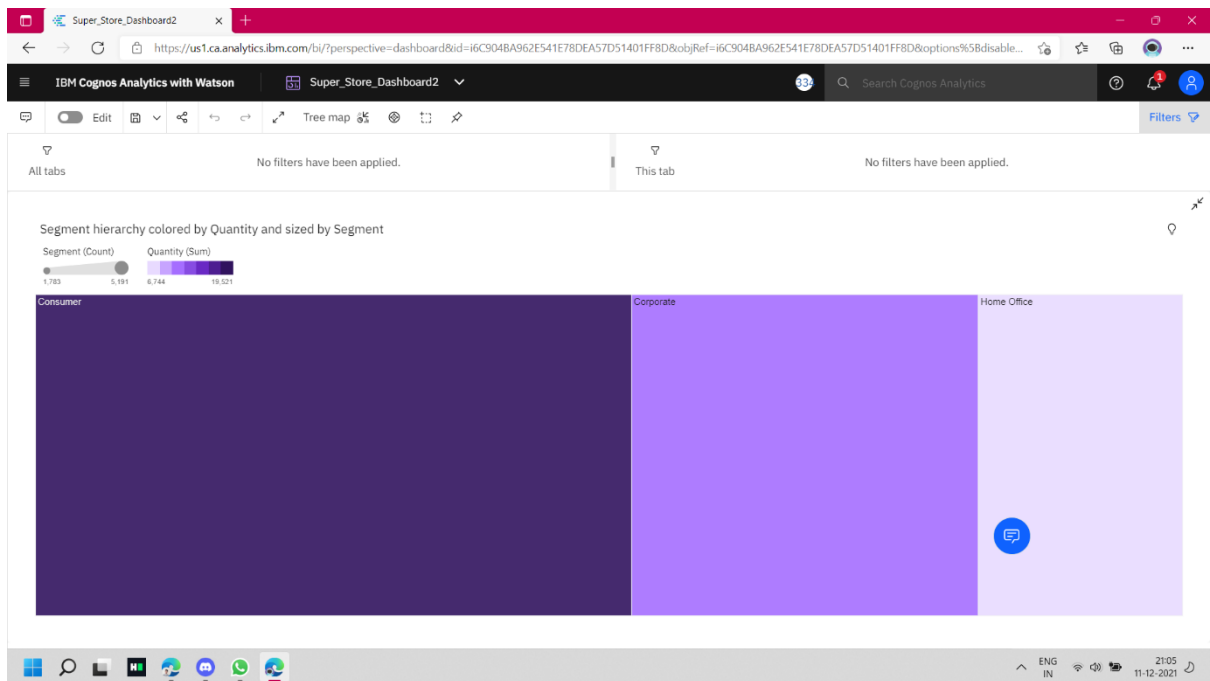 Super_Store_Dashboard2
https://us1.ca.analytics.ibm.com/bi/?perspective=dashboard&id=i6C904BA962E541E78DEA57D51401FF8D&objRef=i6C904BA962E541E78DEA57D51401FF8D&options%5Bdisable...
IBM Cognos Analytics with Watson
Super_Store_Dashboard2
334
Search Cognos Analytics
1
Edit
Tree map
Filters
All tabs
No filters have been applied.
This tab
No filters have been applied.
Segment hierarchy colored by Quantity and sized by Segment
Segment (Count) Quantity (Sum)
1,783 5,191 6,744 19,521
Consumer
Corporate
Home Office
ENG
IN
21:05
11-12-2021